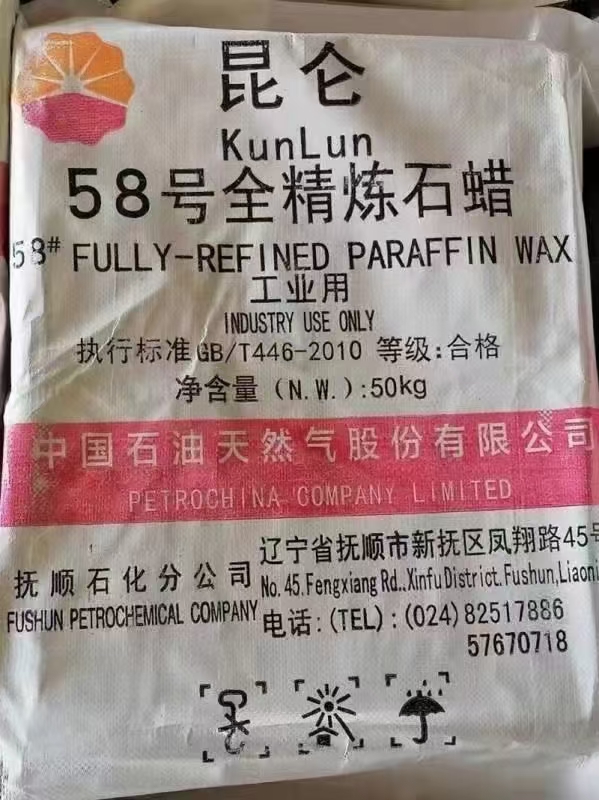 昆仑
KunLun
58号全精炼石蜡
58# FULLY-REFINED PARAFFIN WAX
工业用
INDUSTRY USE ONLY
执行标准GB/T446-2010 等级:合格
净含量(N.W.):50kg
中国石油天然气股份有限公司
PETROCHINA COMPANY LIMITED
抚顺石化分公司
FUSHUN PETROCHEMICAL COMPANY
辽宁省抚顺市新抚区凤翔路45号
No.45.Fengxiang Rd.,Xinfu District.Fushun,Liaoni
电话:(TEL):(024)82517886
57670718